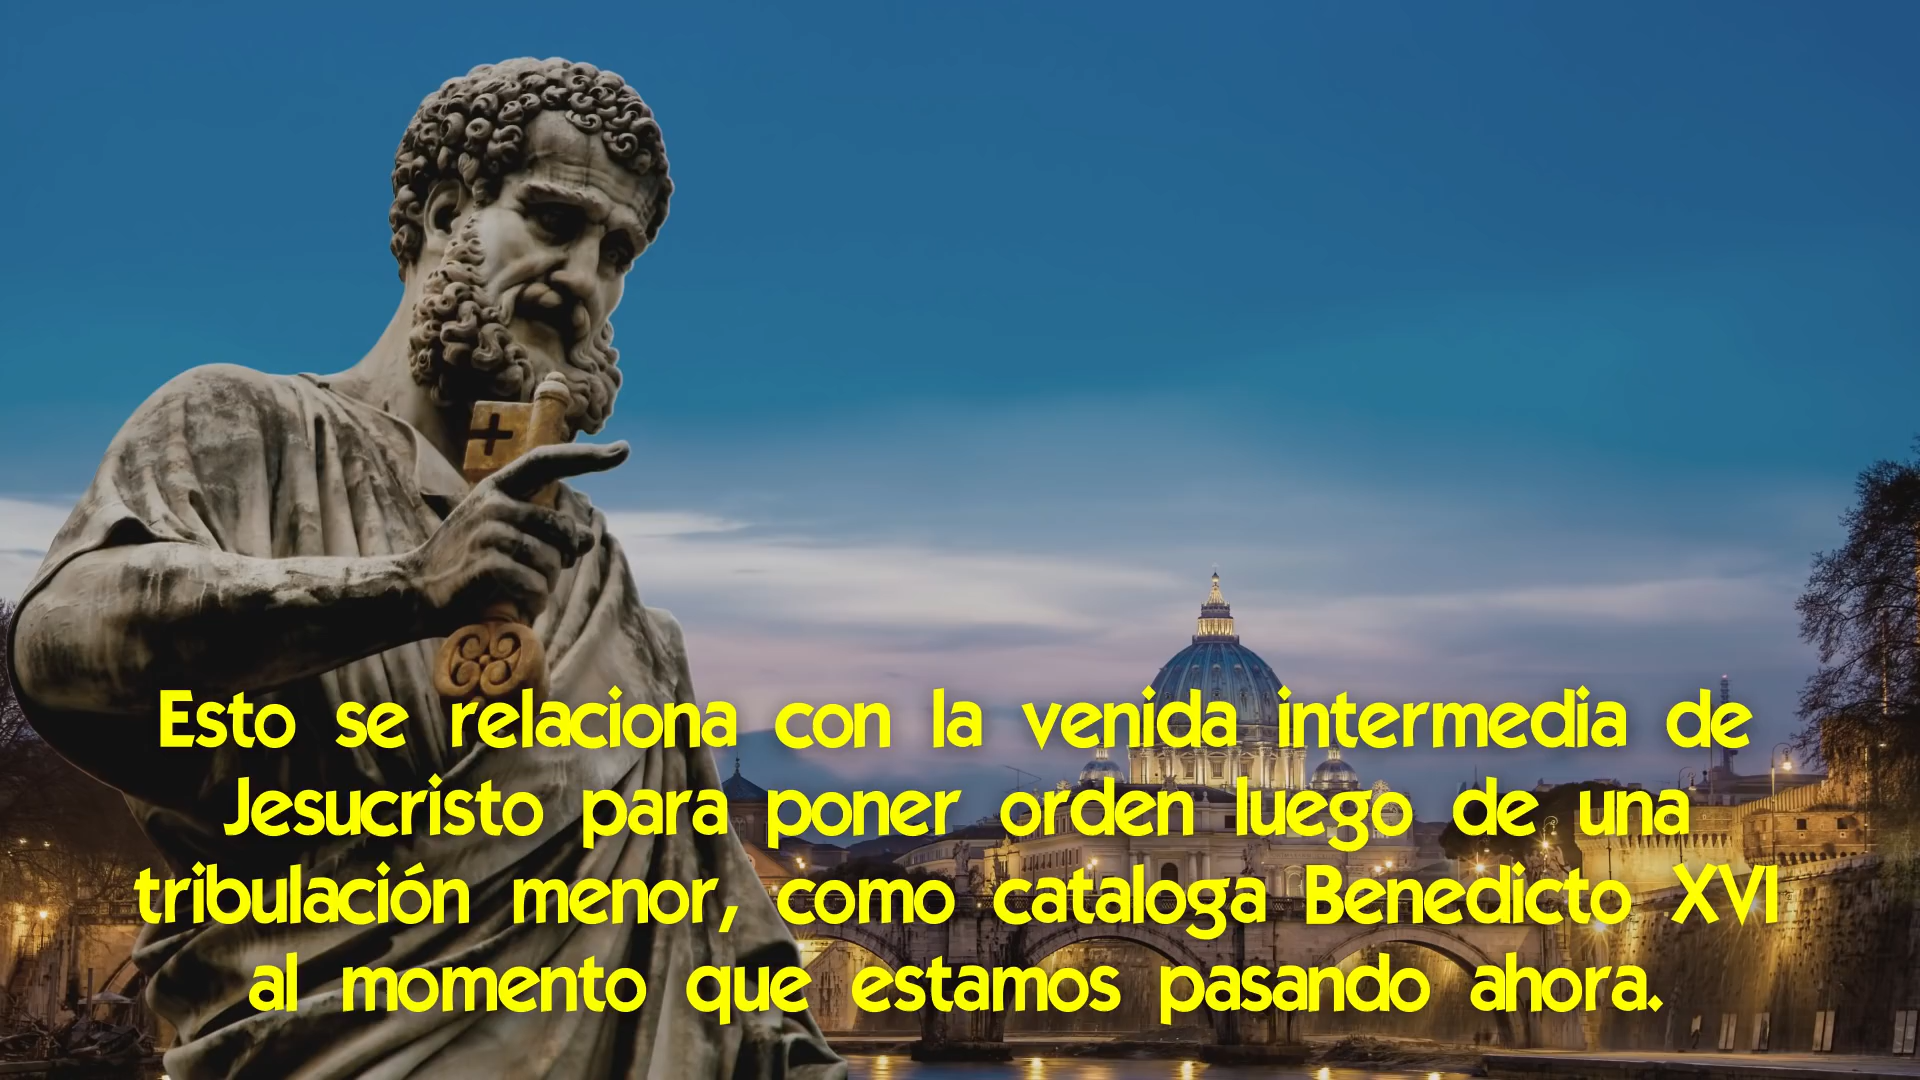 Esto se relaciona con la venida intermedia de
Jesucristo para poner orden luego de una
tribulación menor, como cataloga Benedicto XVI
al momento que estamos pasando ahora.